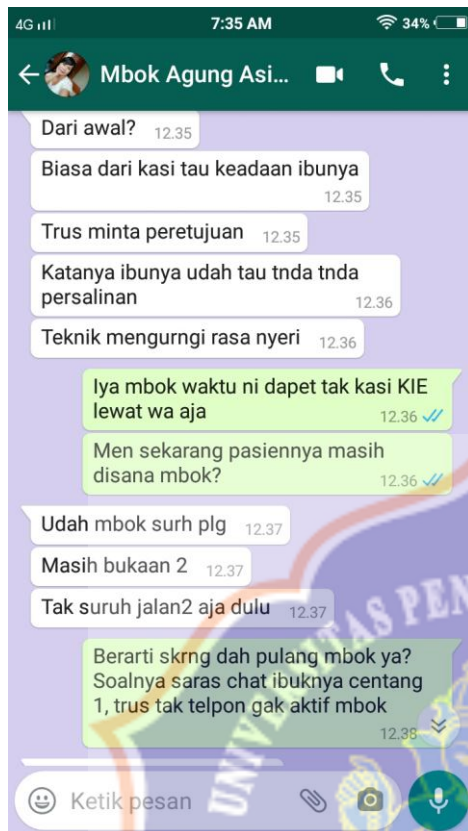 4G 7:35 AM 34%
Mbok Agung Asi...
Dari awal? 12.35
Biasa dari kasi tau keadaan ibunya
12.35
Trus minta peretujuan 12.35
Katanya ibunya udah tau tnda tnda
persalinan 12.36
Teknik mengurngi rasa nyeri 12.36
Iya mbok waktu ni dapet tak kasi KIE
lewat wa aja 12.36
Men sekarang pasiennya masih
disana mbok? 12.36
Udah mbok surh plg 12.37
Masih bukaan 2 12.37
Tak suruh jalan2 aja dulu 12.37
Berarti skrng dah pulang mbok ya?
Soalnya saras chat ibuknya centang
1, trus tak telpon gak aktif mbok
12.38
Ketik pesan